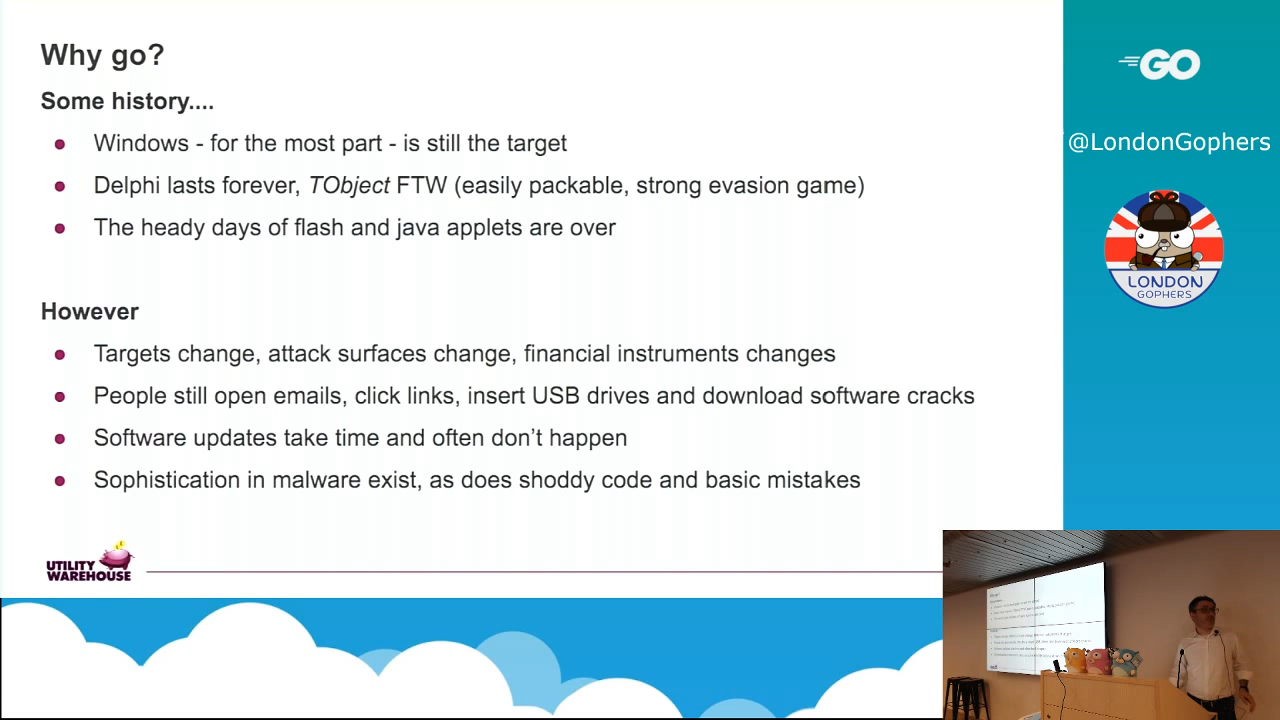 Why go?
Some history....
Windows - for the most part - is still the target
Delphi lasts forever, TObject FTW (easily packable, strong evasion game)
The heady days of flash and java applets are over
However
Targets change, attack surfaces change, financial instruments changes
People still open emails, click links, insert USB drives and download software cracks
Software updates take time and often don't happen
Sophistication in malware exist, as does shoddy code and basic mistakes
UTILITY
WAREHOUSE
GO
@LondonGophers
LONDON
GOPHERS